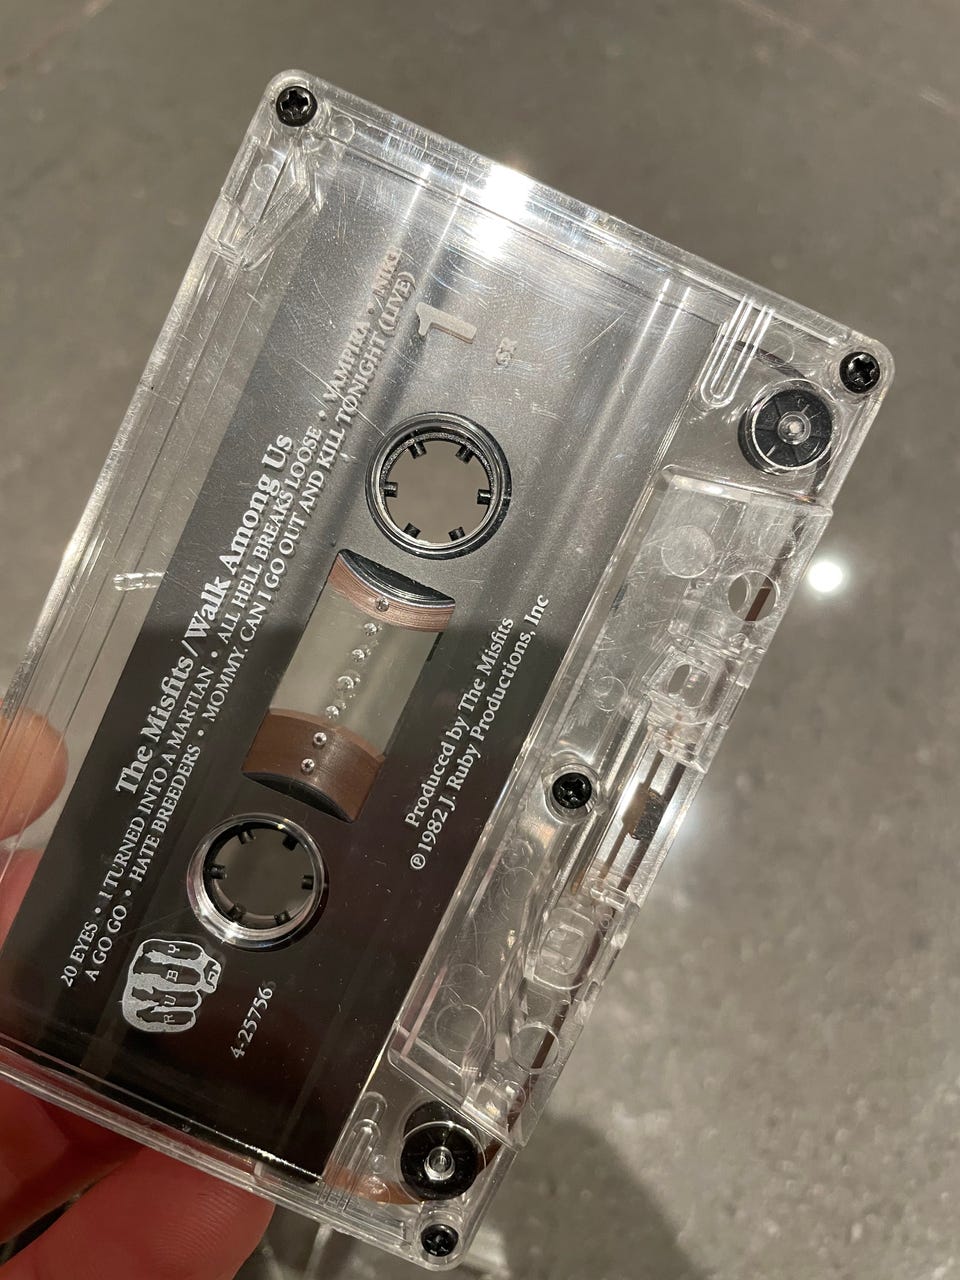 The Misfits/Walk Among Us
20 EYES • I TURNED INTO A MARTIAN • ALL HELL BREAKS LOOSE • VAMPIRA • NIKE
A GO GO • HATE BREEDERS • MOMMY, CAN I GO OUT AND KILL TONIGHT (LIVE)
1
RUBY
4-25756
Produced by The Misfits
℗ 1982 J. Ruby Productions, Inc